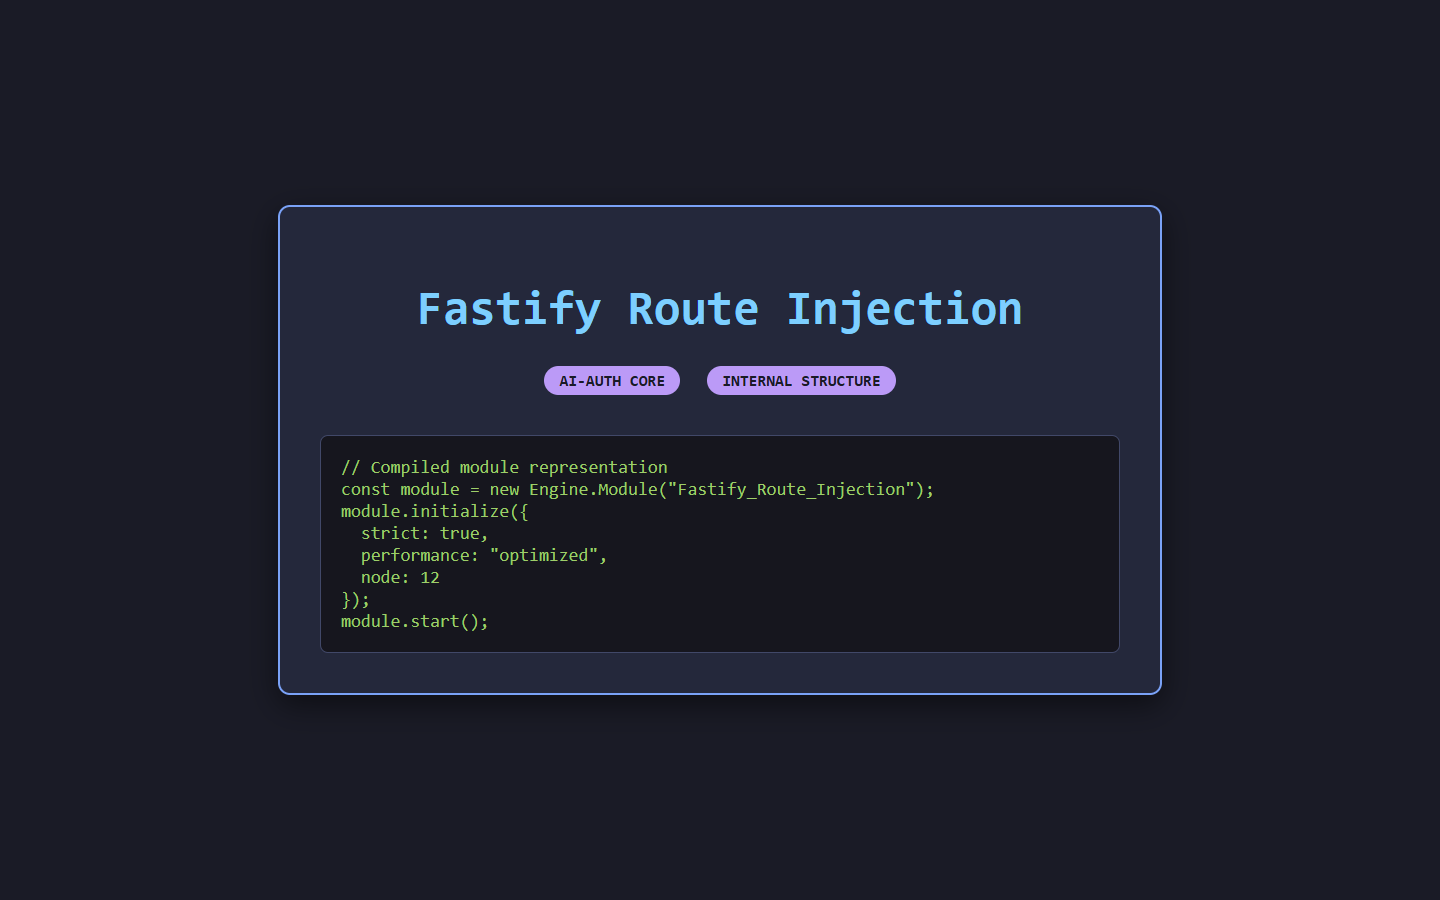 Fastify Route Injection
AI-AUTH CORE
INTERNAL STRUCTURE
// Compiled module representation
const module = new Engine.Module("Fastify_Route_Injection");
module.initialize({
  strict: true,
  performance: "optimized",
  node: 12
});
module.start();